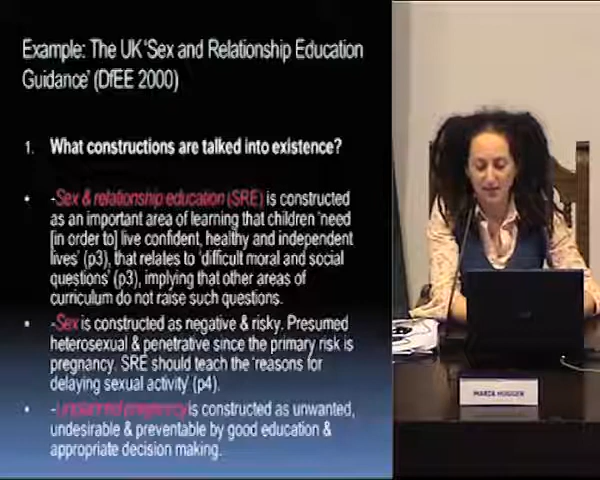 Example: The UK 'Sex and Relationship Education
Guidance' (DfEE 2000)
1. What constructions are talked into existence?
• -Sex & relationship education (SRE) is constructed
as an important area of learning that children 'need
[in order to] live confident, healthy and independent
lives' (p3), that relates to 'difficult moral and social
questions' (p3), implying that other areas of
curriculum do not raise such questions.
• -Sex is constructed as negative & risky. Presumed
heterosexual & penetrative since the primary risk is
pregnancy. SRE should teach the 'reasons for
delaying sexual activity' (p4).
• -Unplanned pregnancy is constructed as unwanted,
undesirable & preventable by good education &
appropriate decision making.
MARIA HUGGER